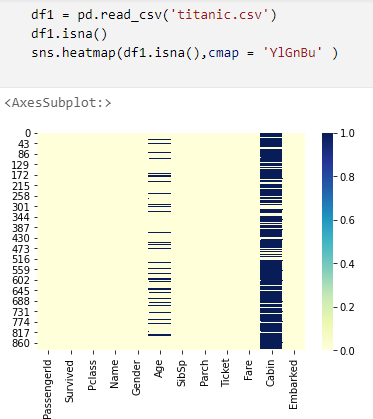 df1 = pd.read_csv('titanic.csv')
df1.isna()
sns.heatmap(df1.isna(),cmap = 'YlGnBu' )
<AxesSubplot:>
0
43
86
129
172
215
258
301
344
387
430
473
516
559
602
645
688
731
774
817
860
1.0
0.8
0.6
0.4
0.2
0.0
PassengerId
Survived
Pclass
Name
Gender
Age
SibSp
Parch
Ticket
Fare
Cabin
Embarked